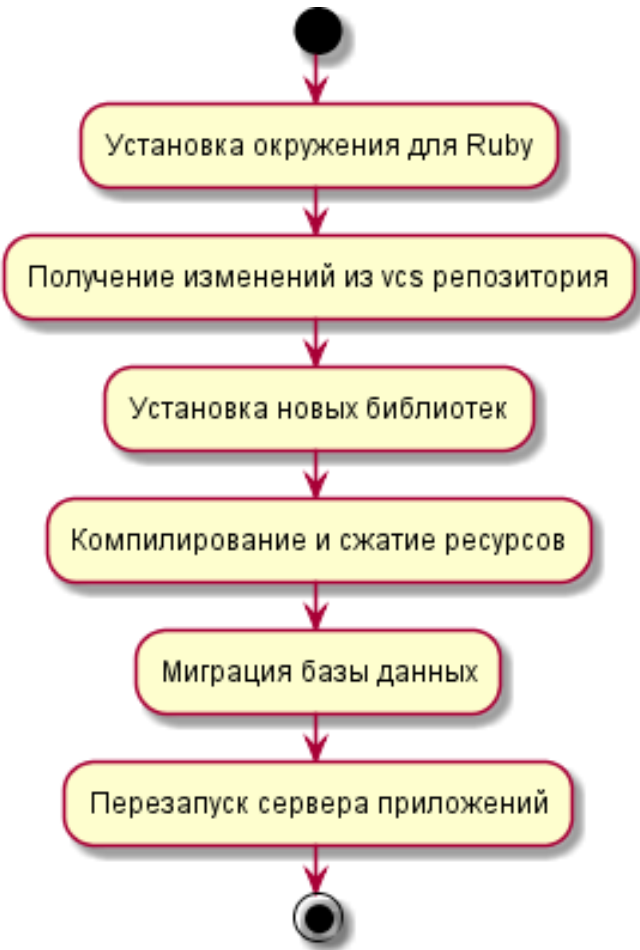 Установка окружения для Ruby
Получение изменений из vcs репозитория
Установка новых библиотек
Компилирование и сжатие ресурсов
Миграция базы данных
Перезапуск сервера приложений